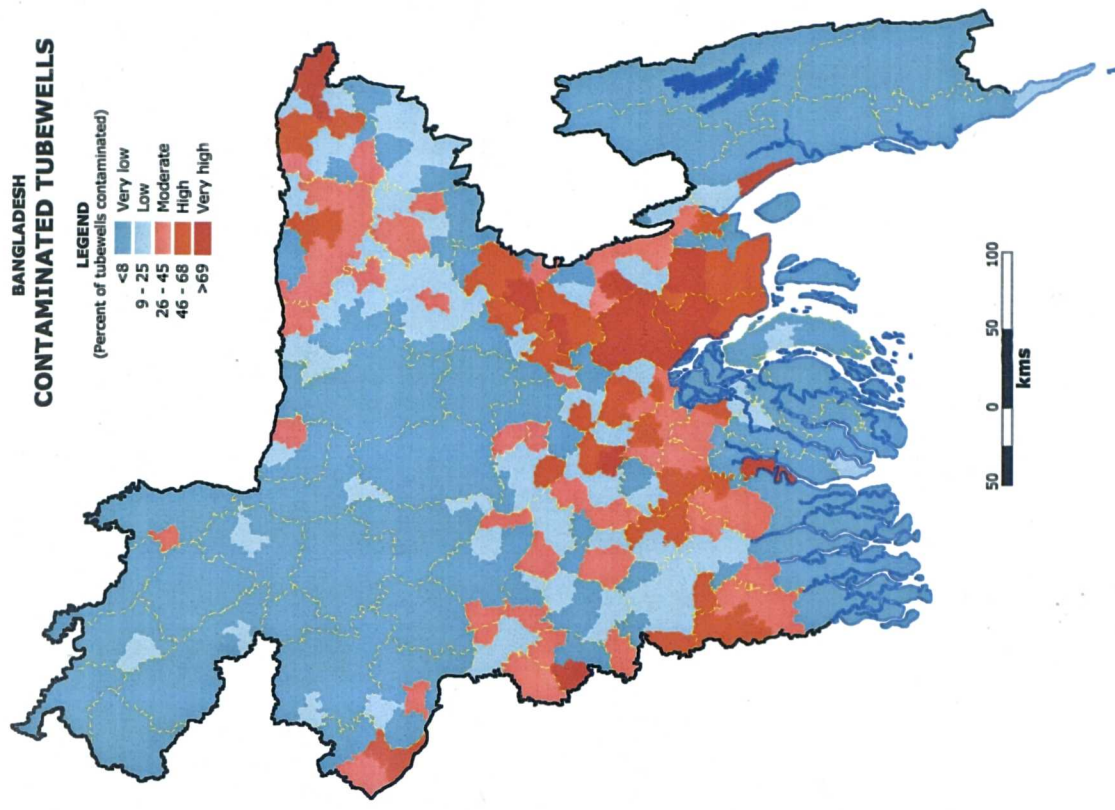 BANGLADESH
CONTAMINATED TUBEWELLS
LEGEND
(Percent of tubewells contaminated)
<8 Very low
9 - 25 Low
26 - 45 Moderate
46 - 68 High
>69 Very high
50 0 50 100
kms